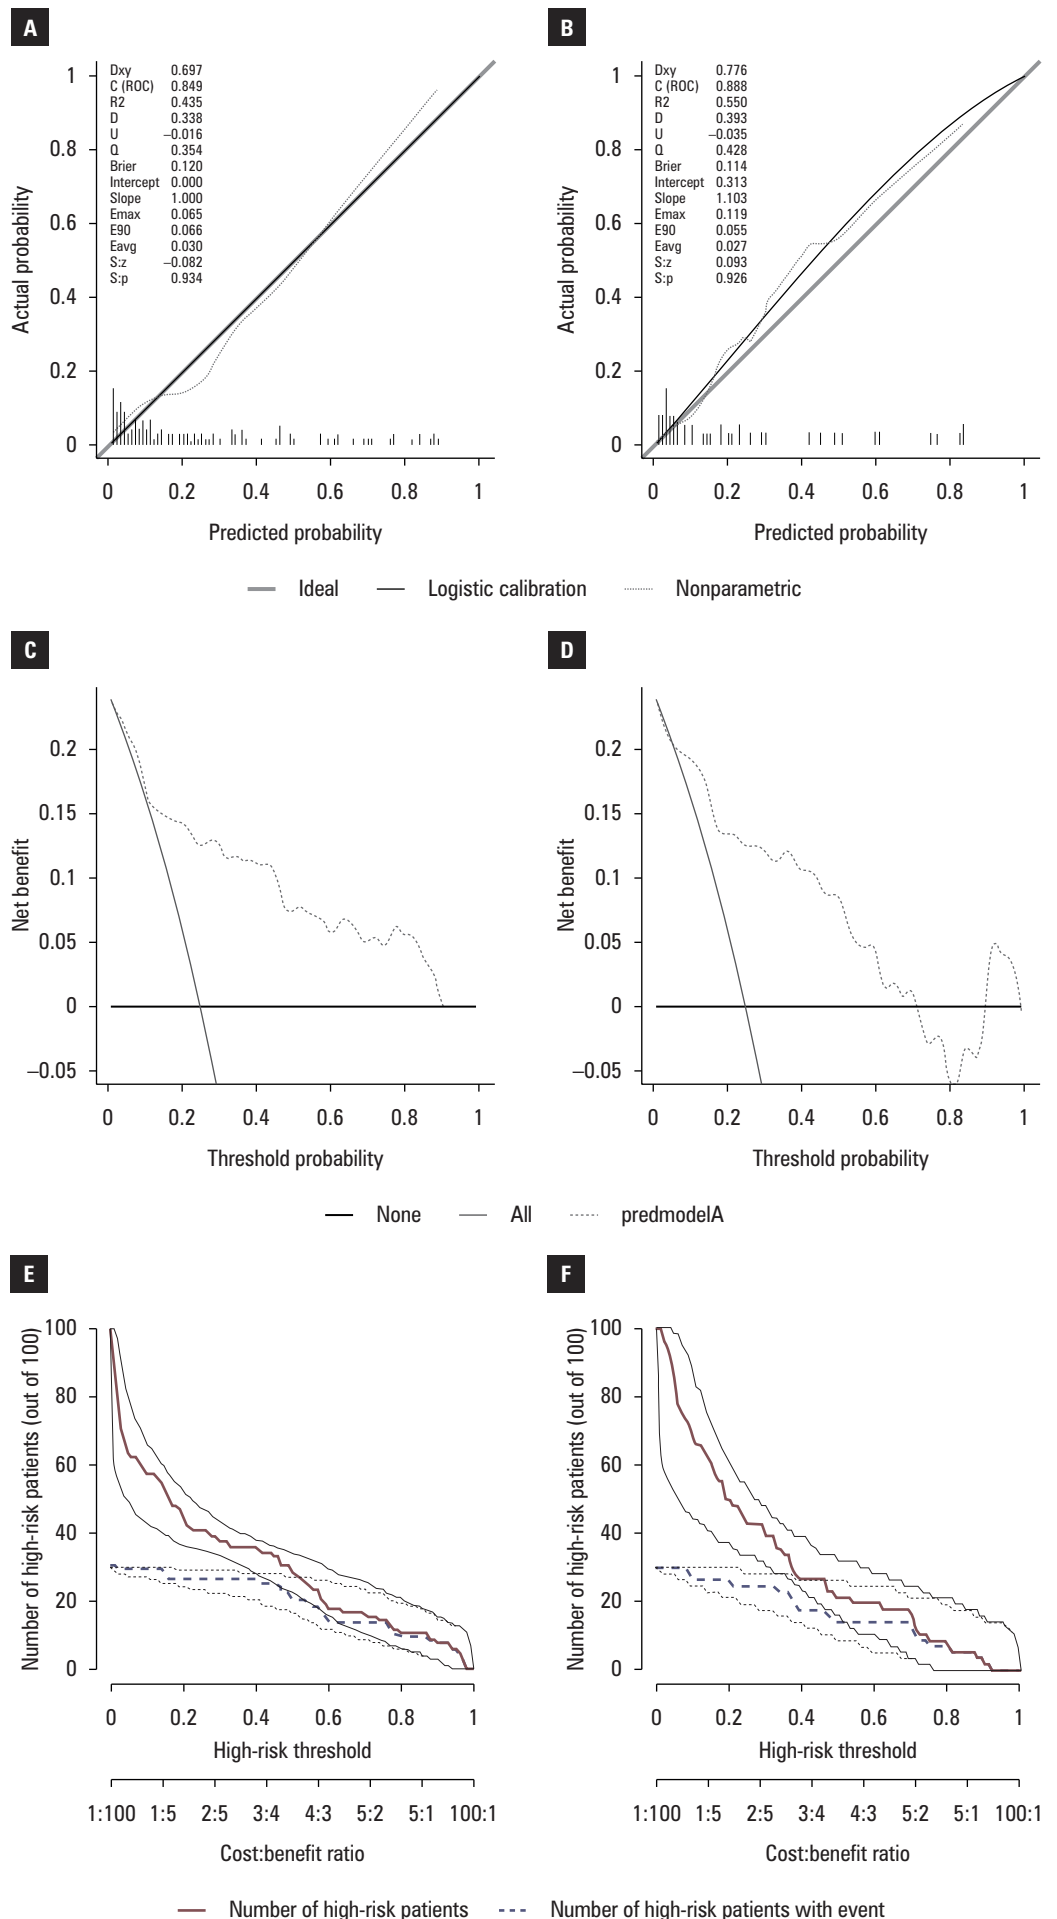 A
Dxy 0.697
C (ROC) 0.849
R2 0.435
D 0.338
U −0.016
Q 0.354
Brier 0.120
Intercept 0.000
Slope 1.000
Emax 0.065
E90 0.066
Eavg 0.030
S:z −0.082
S:p 0.934
Actual probability
1
0.8
0.6
0.4
0.2
0
0 0.2 0.4 0.6 0.8 1
Predicted probability
B
Dxy 0.776
C (ROC) 0.888
R2 0.550
D 0.393
U −0.035
Q 0.428
Brier 0.114
Intercept 0.313
Slope 1.103
Emax 0.119
E90 0.055
Eavg 0.027
S:z 0.093
S:p 0.926
Actual probability
1
0.8
0.6
0.4
0.2
0
0 0.2 0.4 0.6 0.8 1
Predicted probability
Ideal Logistic calibration Nonparametric
C
Net benefit
0.2
0.15
0.1
0.05
0
−0.05
0 0.2 0.4 0.6 0.8 1
Threshold probability
D
Net benefit
0.2
0.15
0.1
0.05
0
−0.05
0 0.2 0.4 0.6 0.8 1
Threshold probability
None All predmodelA
E
Number of high-risk patients (out of 100)
100
80
60
40
20
0
0 0.2 0.4 0.6 0.8 1
High-risk threshold
1:100 1:5 2:5 3:4 4:3 5:2 5:1 100:1
Cost:benefit ratio
F
Number of high-risk patients (out of 100)
100
80
60
40
20
0
0 0.2 0.4 0.6 0.8 1
High-risk threshold
1:100 1:5 2:5 3:4 4:3 5:2 5:1 100:1
Cost:benefit ratio
Number of high-risk patients Number of high-risk patients with event